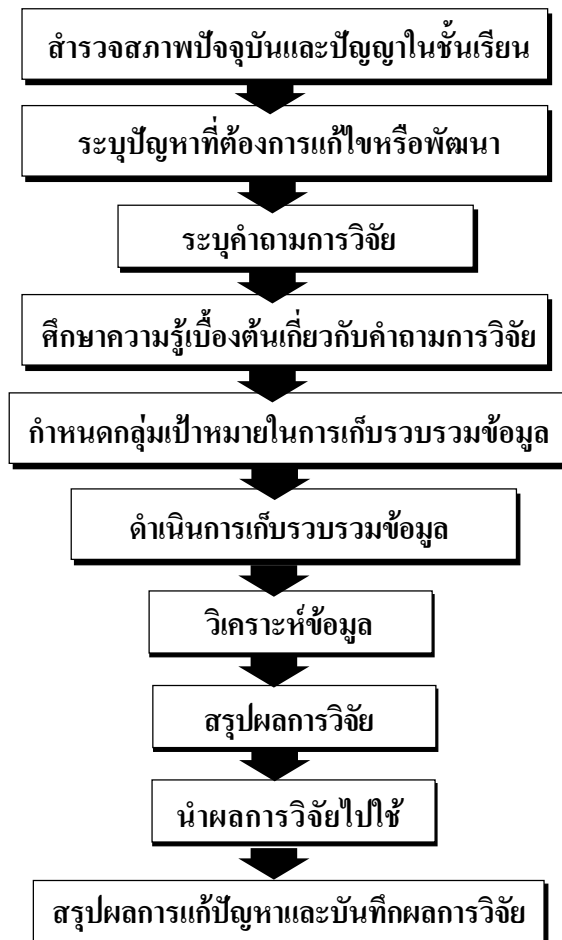 สำรวจสภาพปัจจุบันและปัญญาในชั้นเรียน
ระบุปัญหาที่ต้องการแก้ไขหรือพัฒนา
ระบุคำถามการวิจัย
ศึกษาความรู้เบื้องต้นเกี่ยวกับคำถามการวิจัย
กำหนดกลุ่มเป้าหมายในการเก็บรวบรวมข้อมูล
ดำเนินการเก็บรวบรวมข้อมูล
วิเคราะห์ข้อมูล
สรุปผลการวิจัย
นำผลการวิจัยไปใช้
สรุปผลการแก้ปัญหาและบันทึกผลการวิจัย